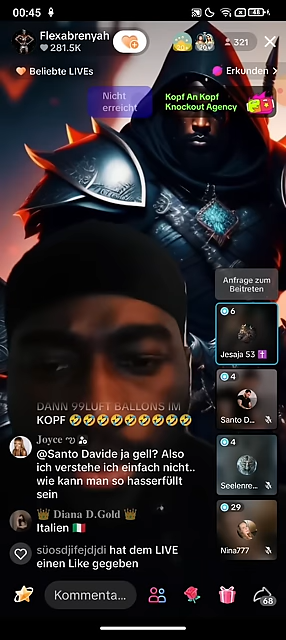 00:45
48
Flexabrenyah
281.5K
321
Beliebte LIVEs
Erkunden >
Nicht
erreicht
Kopf An Kopf
Knockout Agency
Anfrage zum
Beitreten
6
Jesaja 53 ✝️
4
Santo D...
4
Seelenre...
29
Nina777
DANN 99LUFT BALLONS IM
KOPF 🤣🤣🤣🤣🤣🤣🤣🤣🤣
Joyce
@Santo Davide ja gell? Also
ich verstehe ich einfach nicht..
wie kann man so hasserfüllt
sein
👑 Diana D.Gold 👑
Italien 🇮🇹
süosdjifejdjdi hat dem LIVE
einen Like gegeben
Kommenta...
68